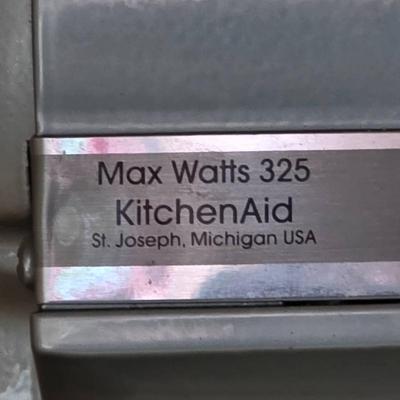 Max Watts 325
KitchenAid
St. Joseph, Michigan USA